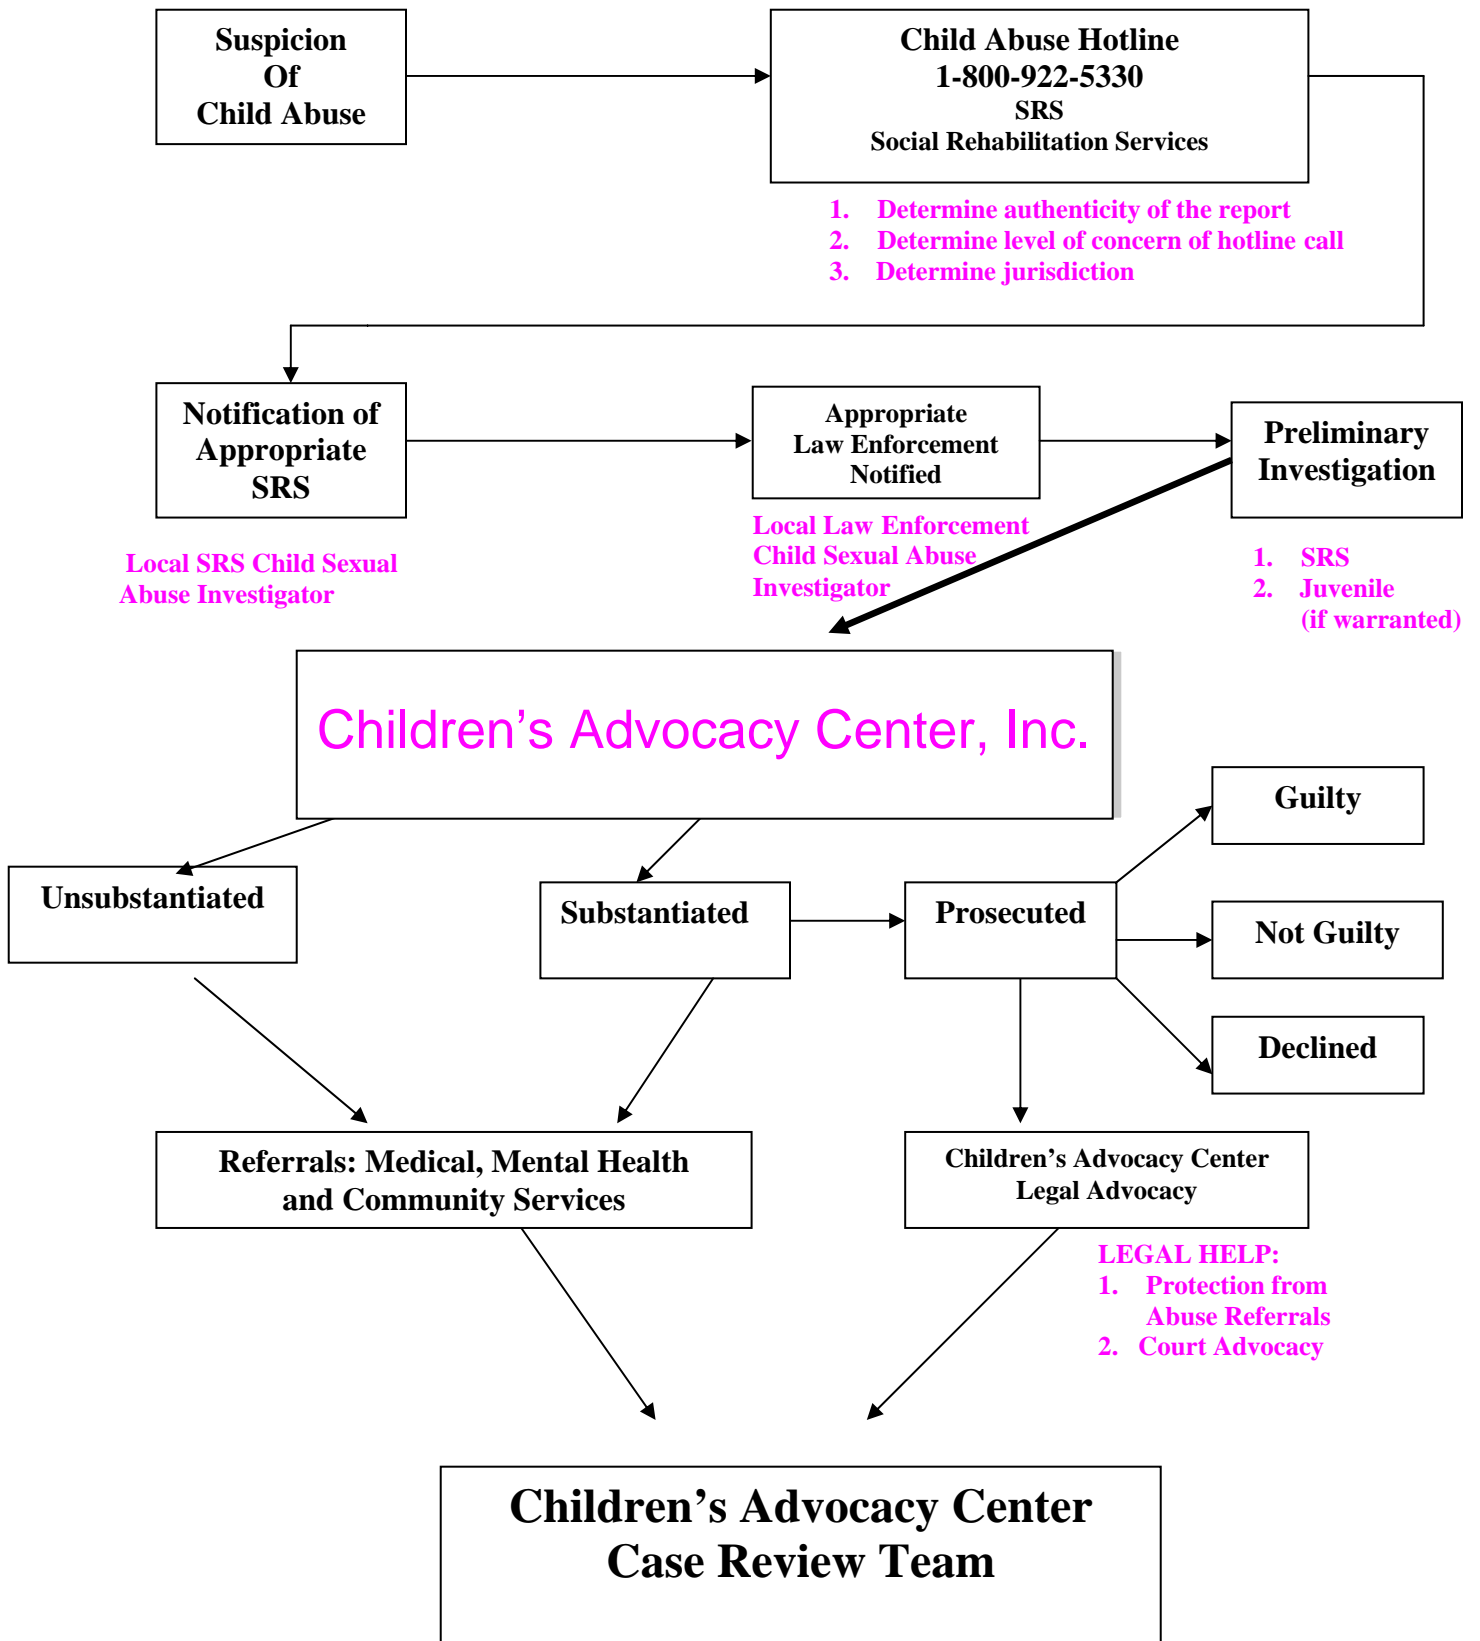 Suspicion
Of
Child Abuse
Child Abuse Hotline
1-800-922-5330
SRS
Social Rehabilitation Services
1. Determine authenticity of the report
2. Determine level of concern of hotline call
3. Determine jurisdiction
Notification of
Appropriate
SRS
Appropriate
Law Enforcement
Notified
Preliminary
Investigation
Local SRS Child Sexual
Abuse Investigator
Local Law Enforcement
Child Sexual Abuse
Investigator
1. SRS
2. Juvenile
(if warranted)
Children’s Advocacy Center, Inc.
Unsubstantiated
Substantiated
Prosecuted
Guilty
Not Guilty
Declined
Referrals: Medical, Mental Health
and Community Services
Children’s Advocacy Center
Legal Advocacy
LEGAL HELP:
1. Protection from
Abuse Referrals
2. Court Advocacy
Children’s Advocacy Center
Case Review Team